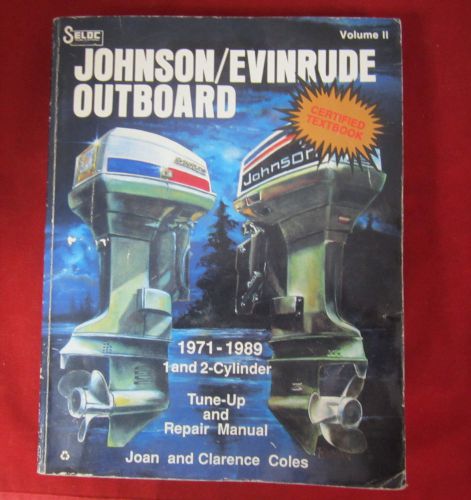 SELOC
Volume II
JOHNSON/EVINRUDE
OUTBOARD
CERTIFIED
TEXTBOOK
Johnson
1971-1989
1 and 2-Cylinder
Tune-Up
and
Repair Manual
Joan and Clarence Coles